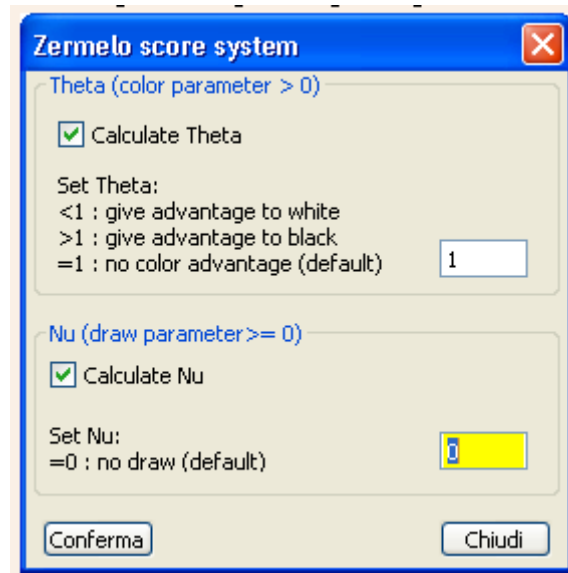 Zermelo score system
Theta (color parameter > 0)
Calculate Theta
Set Theta:
<1 : give advantage to white
>1 : give advantage to black
=1 : no color advantage (default)
1
Nu (draw parameter>= 0)
Calculate Nu
Set Nu:
=0 : no draw (default)
0
Conferma
Chiudi